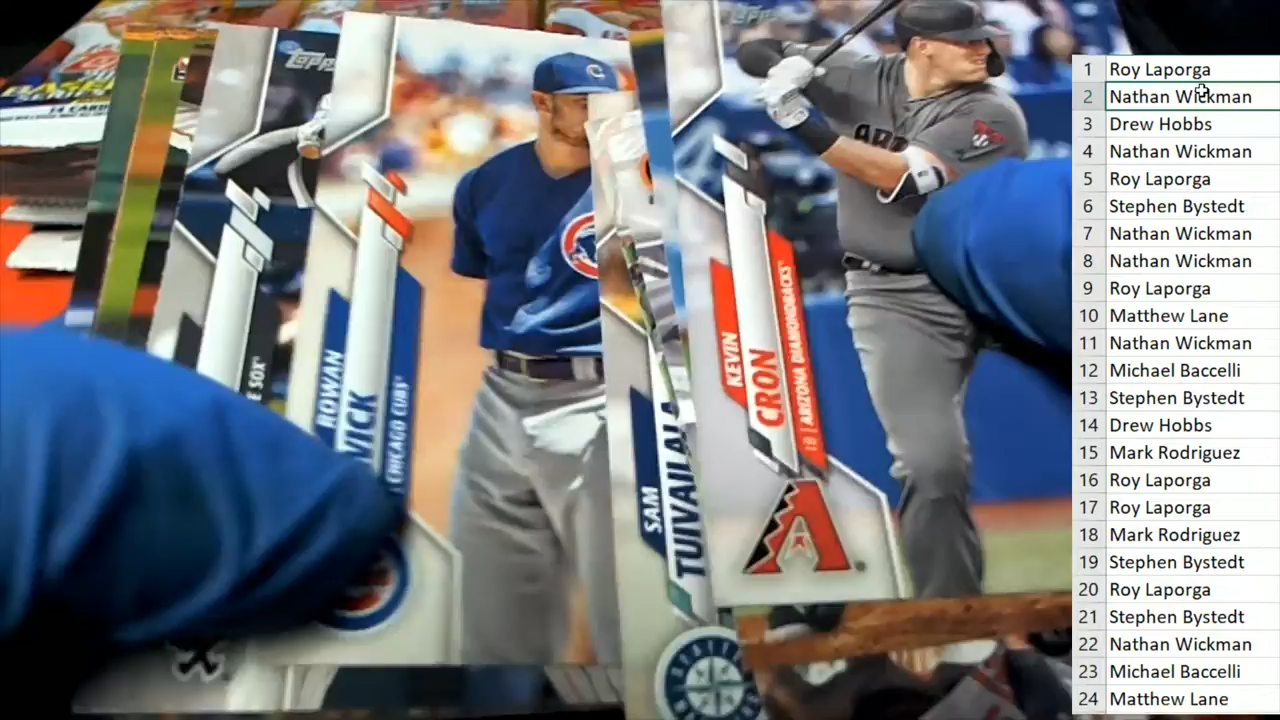 Topps
E SOX
ROWAN
VICK
CHICAGO CUBS
SAM
TUIVAILALA
SEATTLE
KEVIN
CRON
1B | ARIZONA DIAMONDBACKS
1 Roy Laporga
2 Nathan Wickman
3 Drew Hobbs
4 Nathan Wickman
5 Roy Laporga
6 Stephen Bystedt
7 Nathan Wickman
8 Nathan Wickman
9 Roy Laporga
10 Matthew Lane
11 Nathan Wickman
12 Michael Baccelli
13 Stephen Bystedt
14 Drew Hobbs
15 Mark Rodriguez
16 Roy Laporga
17 Roy Laporga
18 Mark Rodriguez
19 Stephen Bystedt
20 Roy Laporga
21 Stephen Bystedt
22 Nathan Wickman
23 Michael Baccelli
24 Matthew Lane